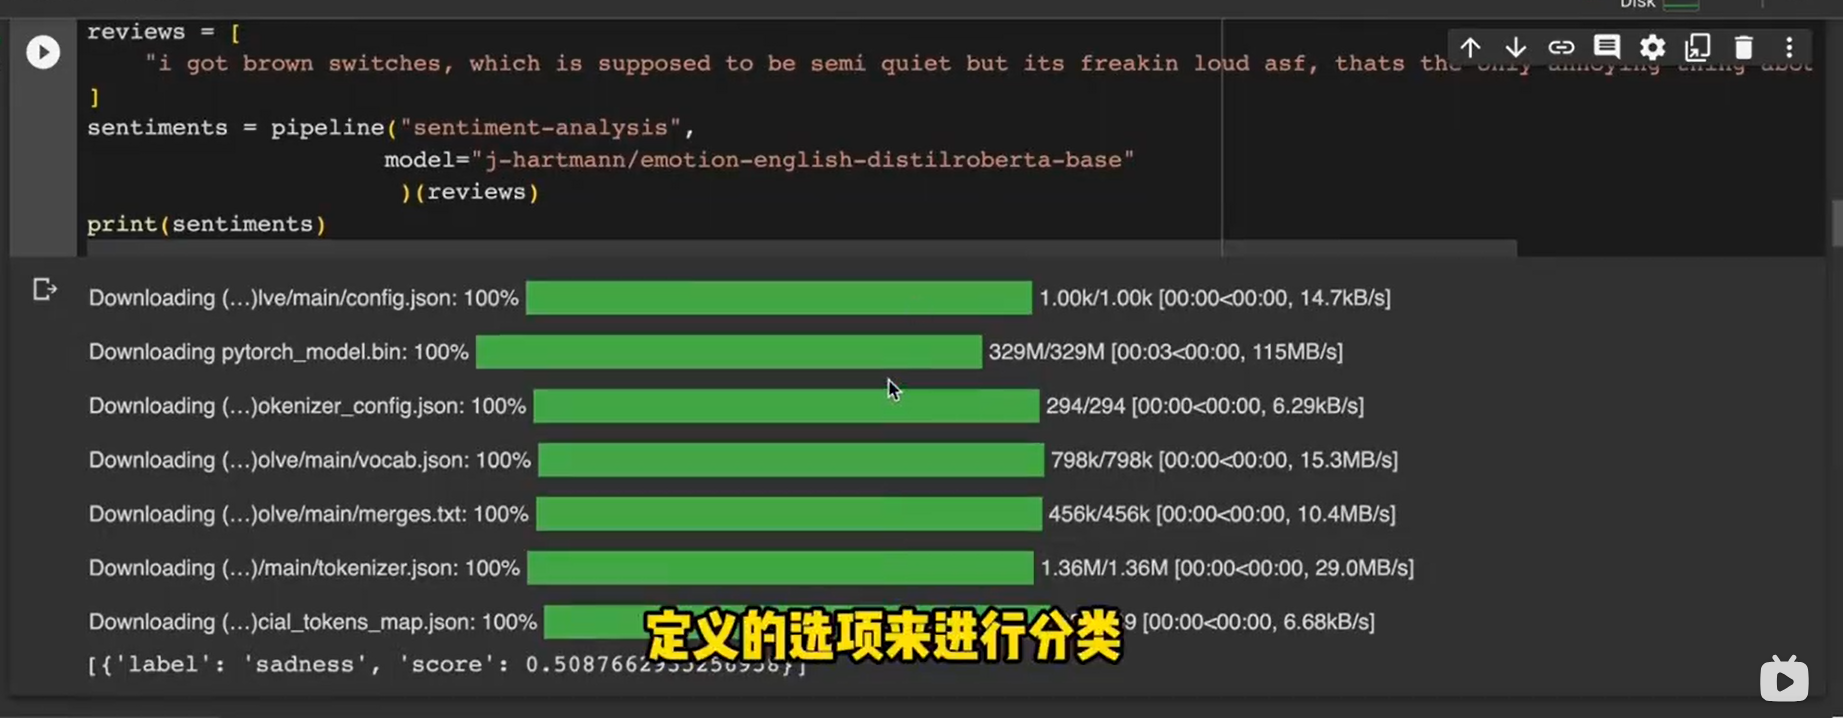 Disk
reviews = [
"i got brown switches, which is supposed to be semi quiet but its freakin loud asf, thats the only annoying thing abou
]
sentiments = pipeline("sentiment-analysis",
model="j-hartmann/emotion-english-distilroberta-base"
)(reviews)
print(sentiments)
Downloading (…)lve/main/config.json: 100% 1.00k/1.00k [00:00<00:00, 14.7kB/s]
Downloading pytorch_model.bin: 100% 329M/329M [00:03<00:00, 115MB/s]
Downloading (…)okenizer_config.json: 100% 294/294 [00:00<00:00, 6.29kB/s]
Downloading (…)olve/main/vocab.json: 100% 798k/798k [00:00<00:00, 15.3MB/s]
Downloading (…)olve/main/merges.txt: 100% 456k/456k [00:00<00:00, 10.4MB/s]
Downloading (…)/main/tokenizer.json: 100% 1.36M/1.36M [00:00<00:00, 29.0MB/s]
Downloading (…)cial_tokens_map.json: 100% [00:00<00:00, 6.68kB/s]
定义的选项来进行分类
[{'label': 'sadness', 'score':